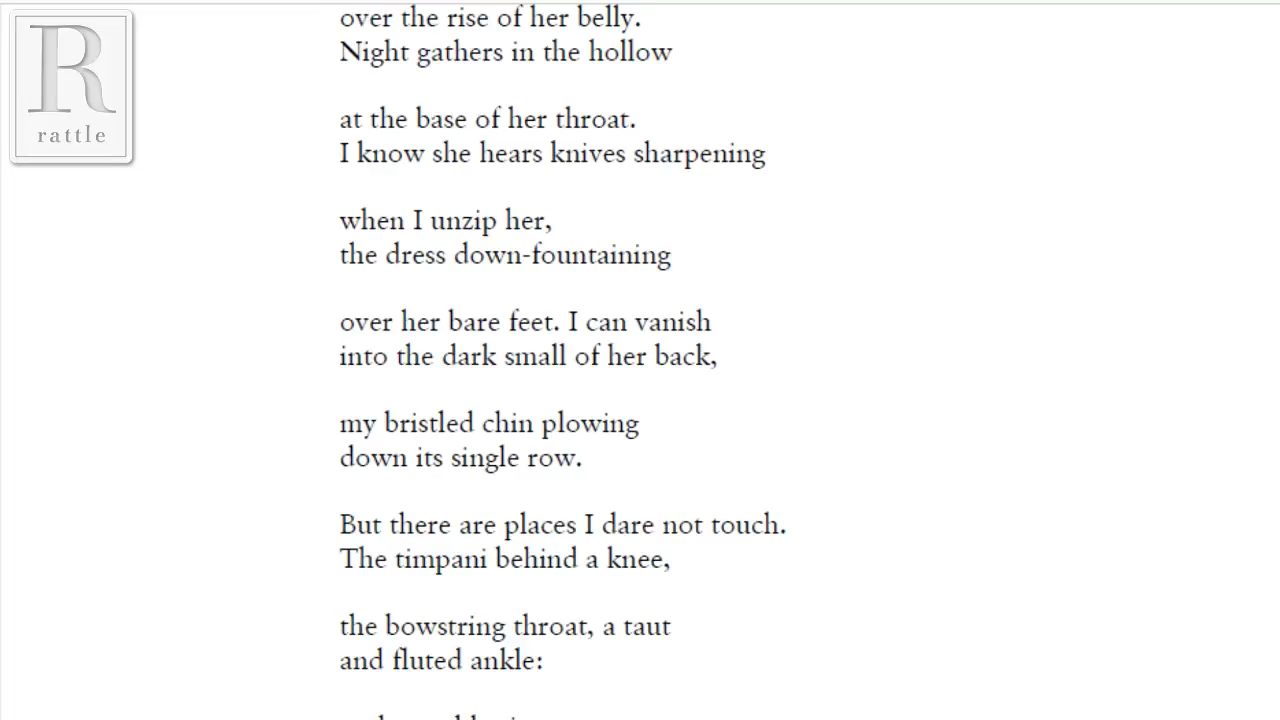 R
rattle
over the rise of her belly.
Night gathers in the hollow
at the base of her throat.
I know she hears knives sharpening
when I unzip her,
the dress down-fountaining
over her bare feet. I can vanish
into the dark small of her back,
my bristled chin plowing
down its single row.
But there are places I dare not touch.
The timpani behind a knee,
the bowstring throat, a taut
and fluted ankle: